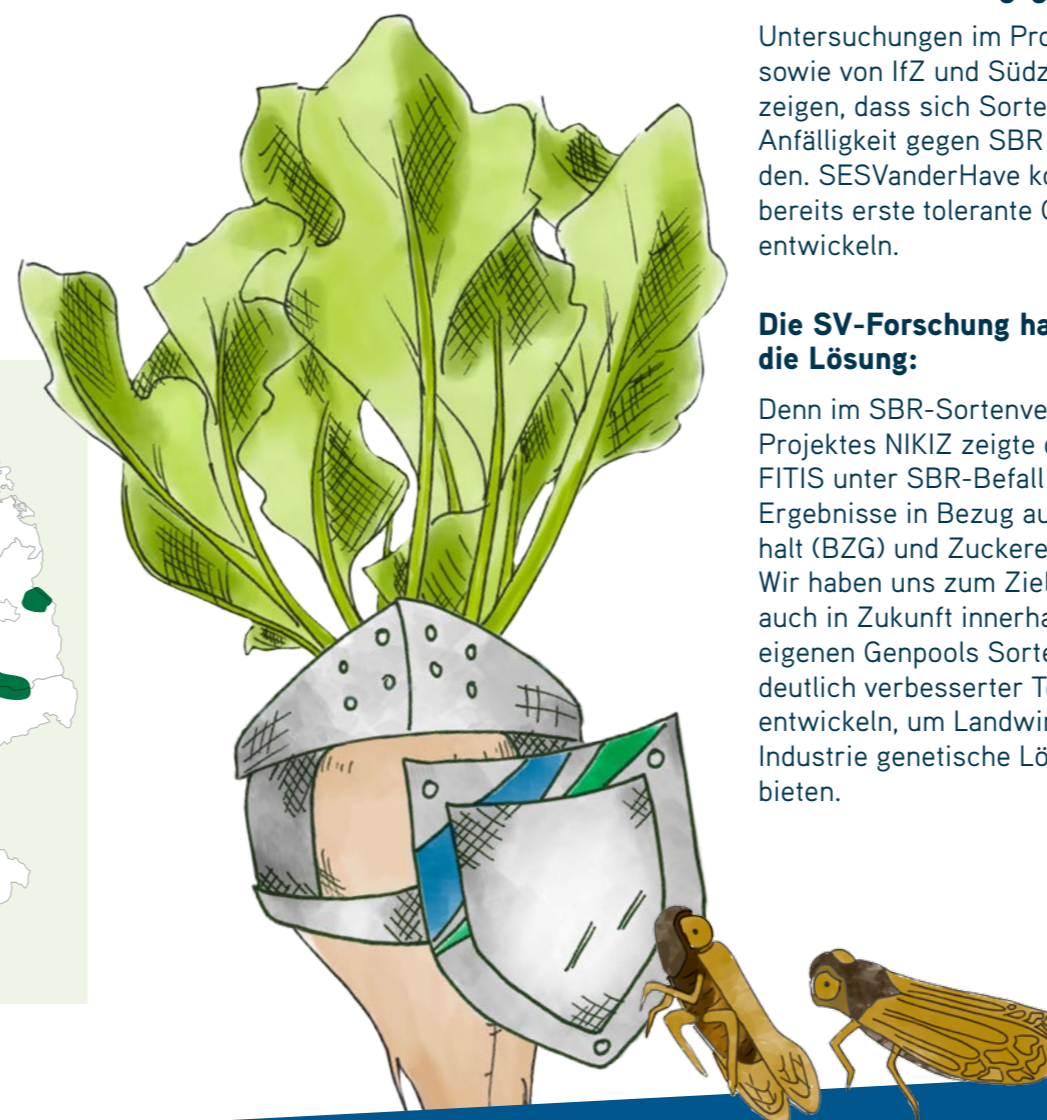 Untersuchungen im Pro
sowie von IfZ und Südz
zeigen, dass sich Sorte
Anfälligkeit gegen SBR
den. SESVanderHave ko
bereits erste tolerante
entwickeln.
Die SV-Forschung ha
die Lösung:
Denn im SBR-Sortenve
Projektes NIKIZ zeigte
FITIS unter SBR-Befall
Ergebnisse in Bezug au
halt (BZG) und Zuckere
Wir haben uns zum Ziel
auch in Zukunft innerha
eigenen Genpools Sorte
deutlich verbesserter T
entwickeln, um Landwir
Industrie genetische Lö
bieten.